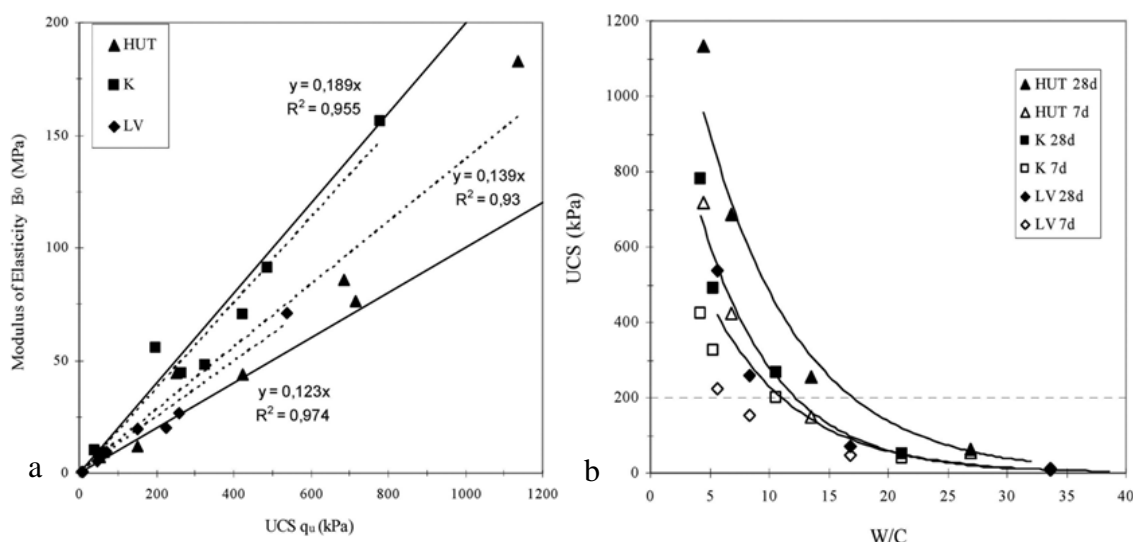 200
150
100
50
0
Modulus of Elasticity B0 (MPa)
HUT
K
LV
y = 0,189x
R2 = 0,955
y = 0,139x
R2 = 0,93
y = 0,123x
R2 = 0,974
0 200 400 600 800 1000 1200
UCS qu (kPa)
a
1200
1000
800
600
400
200
0
UCS (kPa)
HUT 28d
HUT 7d
K 28d
K 7d
LV 28d
LV 7d
0 5 10 15 20 25 30 35 40
W/C
b